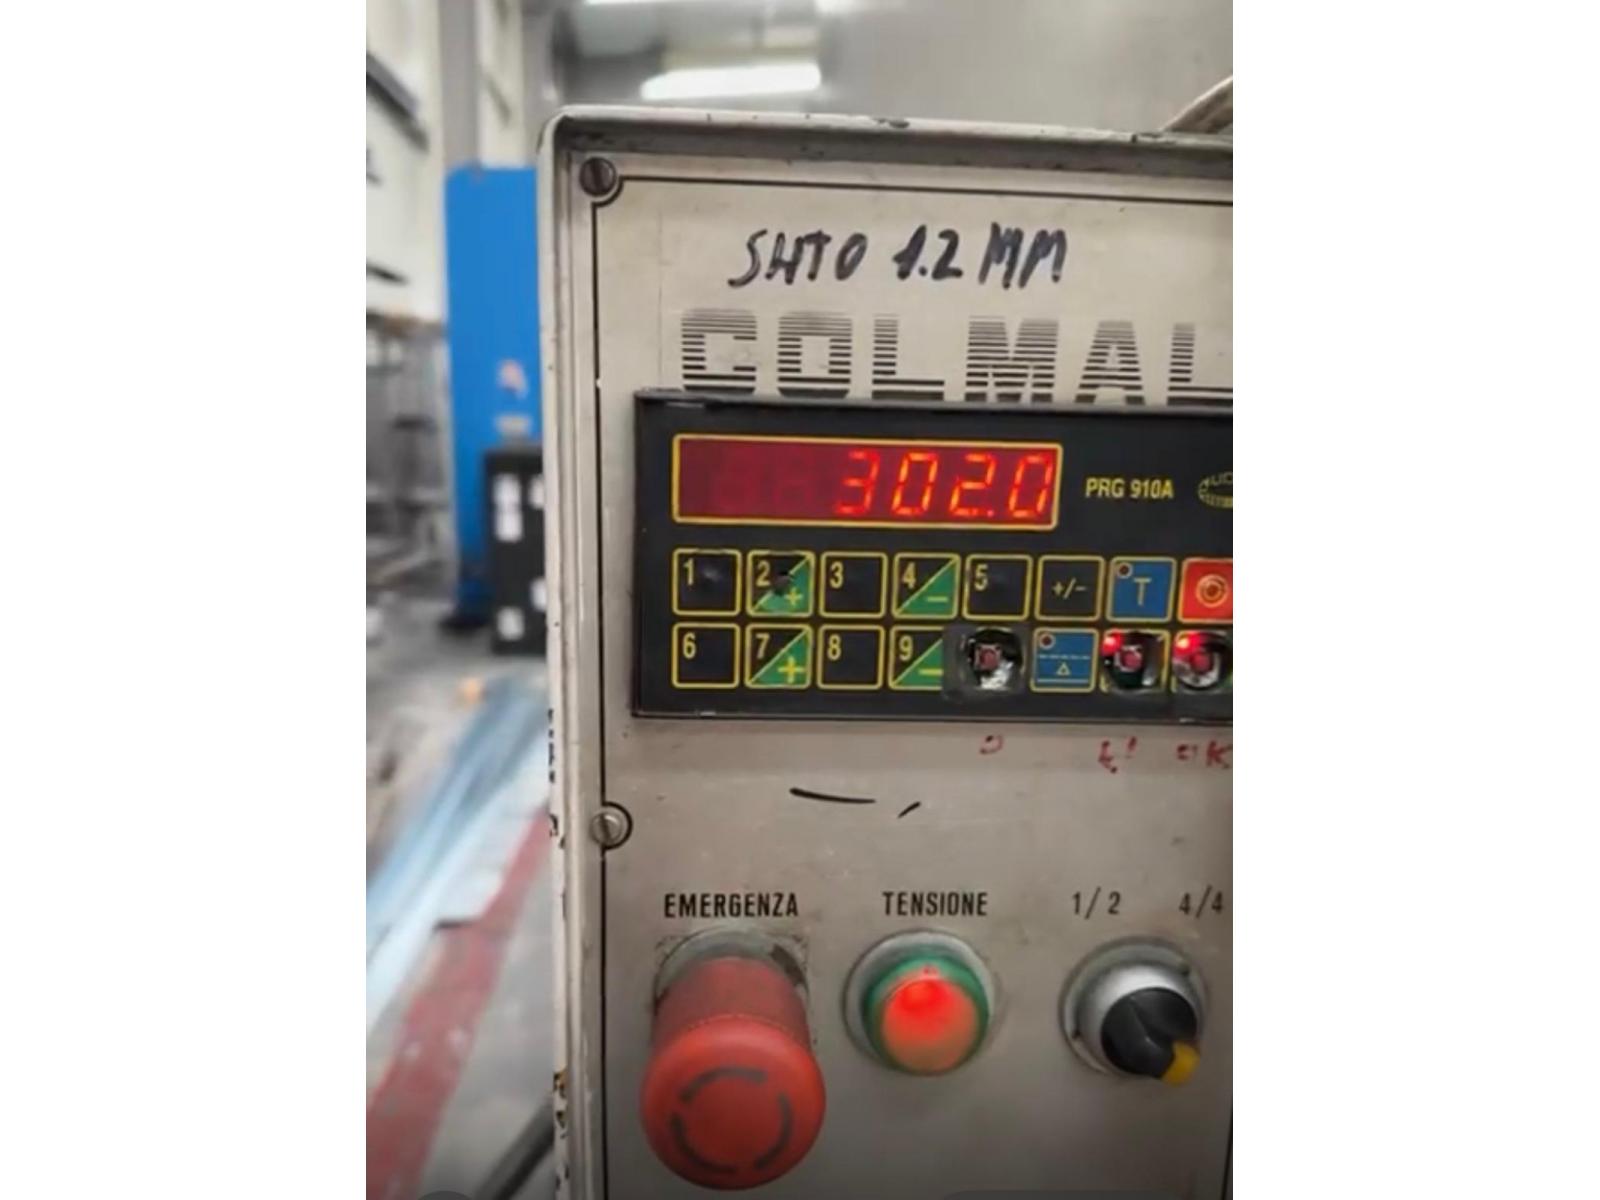 SHTO 1.2 MM
COLMAL
302.0
PRG 910A
1 2 + 3 4 - 5 +/- T
6 7 + 8 9 -
OK
EMERGENZA TENSIONE 1/2 4/4